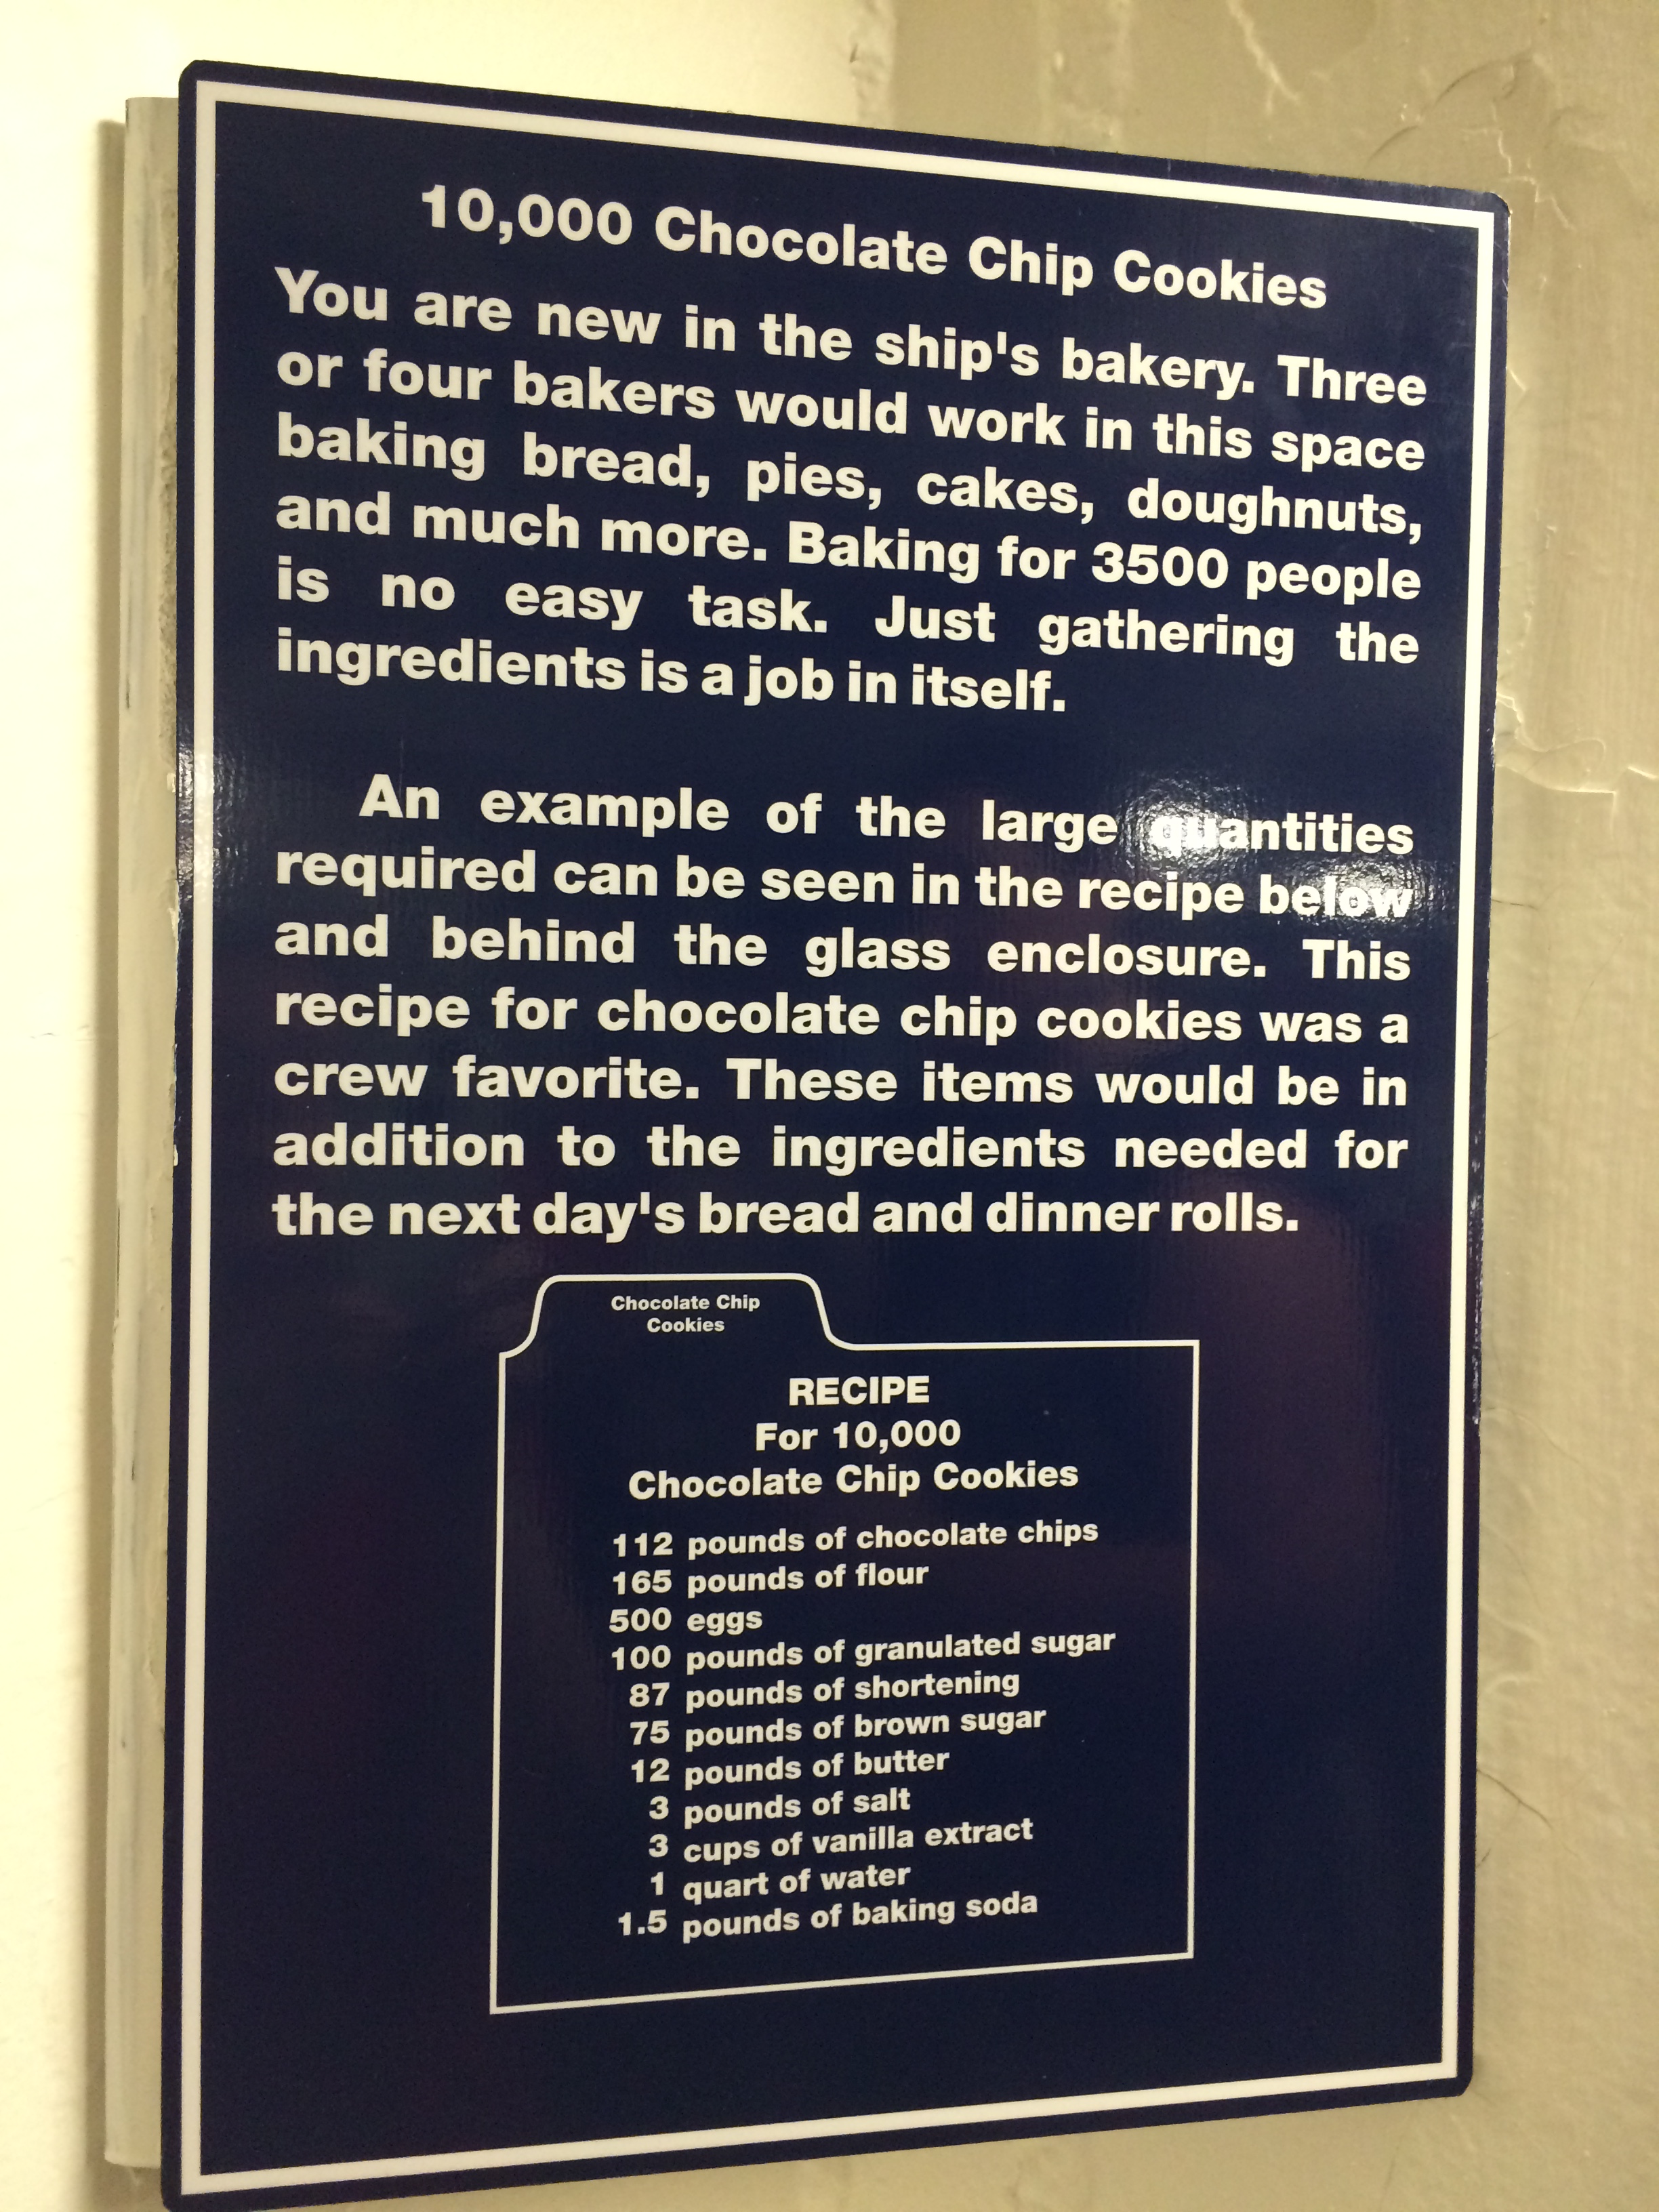 10,000 Chocolate Chip Cookies
You are new in the ship's bakery. Three
or four bakers would work in this space
baking bread, pies, cakes, doughnuts,
and much more. Baking for 3500 people
is no easy task. Just gathering the
ingredients is a job in itself.
An example of the large quantities
required can be seen in the recipe below
and behind the glass enclosure. This
recipe for chocolate chip cookies was a
crew favorite. These items would be in
addition to the ingredients needed for
the next day's bread and dinner rolls.
Chocolate Chip
Cookies
RECIPE
For 10,000
Chocolate Chip Cookies
112 pounds of chocolate chips
165 pounds of flour
500 eggs
100 pounds of granulated sugar
87 pounds of shortening
75 pounds of brown sugar
12 pounds of butter
3 pounds of salt
3 cups of vanilla extract
1 quart of water
1.5 pounds of baking soda